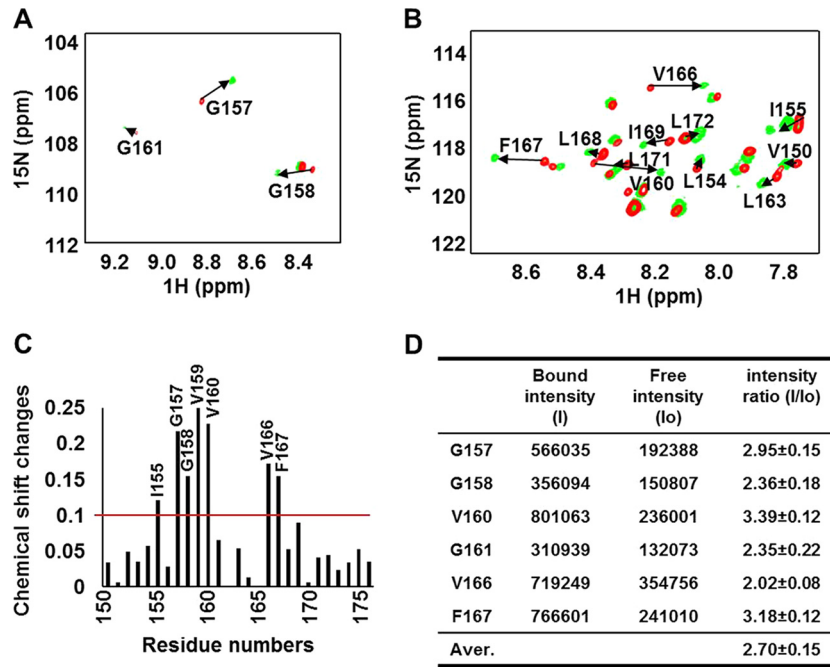 A
15N (ppm)
104
106
108
109
112
G157
G161
G158
9.2 9.0 8.8 8.6 8.4
1H (ppm)
B
15N (ppm)
114
116
118
120
122
V166
I155
L172
I169
L168
F167
V150
L171
V160
L154
L163
8.6 8.4 8.2 8.0 7.8
1H (ppm)
C
Chemical shift changes
0.25
0.2
0.15
0.1
0.05
0
I155
G157
G158
V159
V160
V166
F167
150 155 160 165 170 175
Residue numbers
D
Bound intensity (I) Free intensity (Io) intensity ratio (I/Io)
G157 566035 192388 2.95±0.15
G158 356094 150807 2.36±0.18
V160 801063 236001 3.39±0.12
G161 310939 132073 2.35±0.22
V166 719249 354756 2.02±0.08
F167 766601 241010 3.18±0.12
Aver. 2.70±0.15